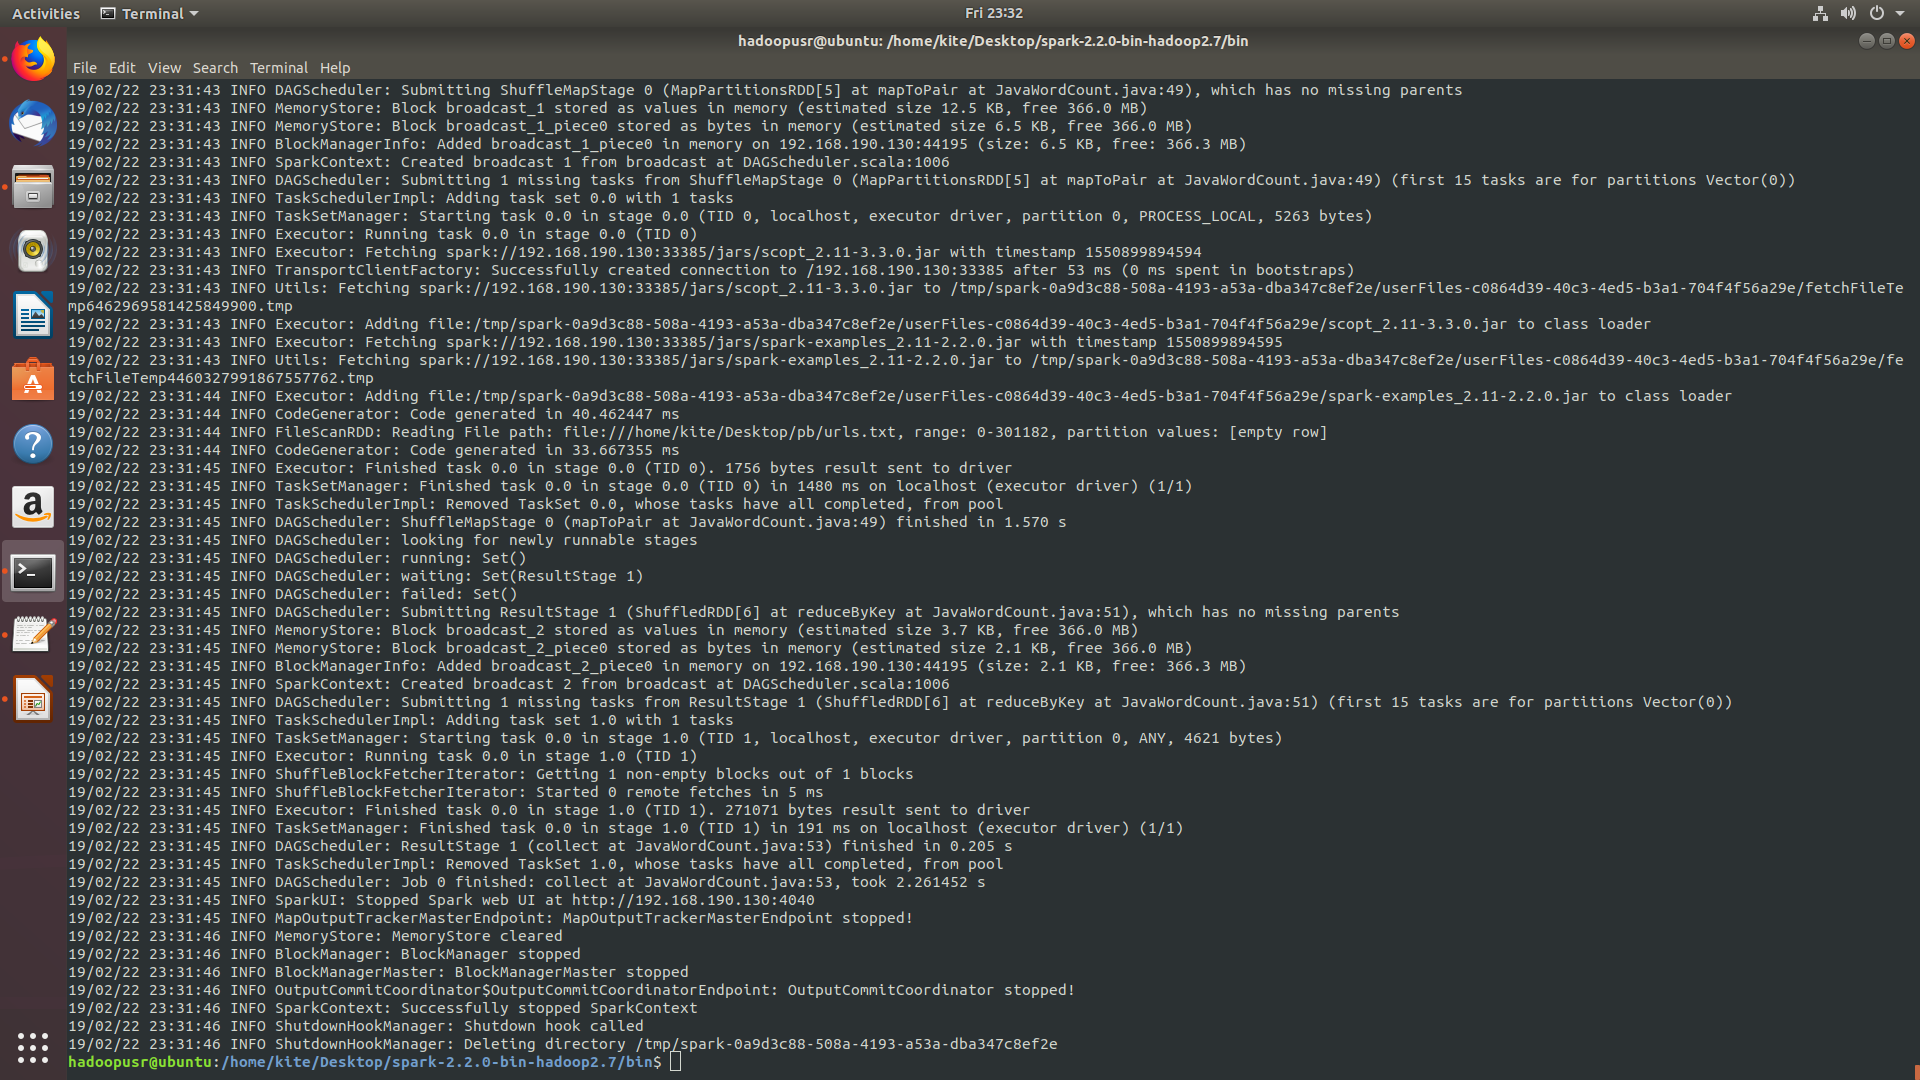 Activities
Terminal
Fri 23:32
hadoopusr@ubuntu: /home/kite/Desktop/spark-2.2.0-bin-hadoop2.7/bin
File Edit View Search Terminal Help
19/02/22 23:31:43 INFO DAGScheduler: Submitting ShuffleMapStage 0 (MapPartitionsRDD[5] at mapToPair at JavaWordCount.java:49), which has no missing parents
19/02/22 23:31:43 INFO MemoryStore: Block broadcast_1 stored as values in memory (estimated size 12.5 KB, free 366.0 MB)
19/02/22 23:31:43 INFO MemoryStore: Block broadcast_1_piece0 stored as bytes in memory (estimated size 6.5 KB, free 366.0 MB)
19/02/22 23:31:43 INFO BlockManagerInfo: Added broadcast_1_piece0 in memory on 192.168.190.130:44195 (size: 6.5 KB, free: 366.3 MB)
19/02/22 23:31:43 INFO SparkContext: Created broadcast 1 from broadcast at DAGScheduler.scala:1006
19/02/22 23:31:43 INFO DAGScheduler: Submitting 1 missing tasks from ShuffleMapStage 0 (MapPartitionsRDD[5] at mapToPair at JavaWordCount.java:49) (first 15 tasks are for partitions Vector(0))
19/02/22 23:31:43 INFO TaskSchedulerImpl: Adding task set 0.0 with 1 tasks
19/02/22 23:31:43 INFO TaskSetManager: Starting task 0.0 in stage 0.0 (TID 0, localhost, executor driver, partition 0, PROCESS_LOCAL, 5263 bytes)
19/02/22 23:31:43 INFO Executor: Running task 0.0 in stage 0.0 (TID 0)
19/02/22 23:31:43 INFO Executor: Fetching spark://192.168.190.130:33385/jars/scopt_2.11-3.3.0.jar with timestamp 1550899894594
19/02/22 23:31:43 INFO TransportClientFactory: Successfully created connection to /192.168.190.130:33385 after 53 ms (0 ms spent in bootstraps)
19/02/22 23:31:43 INFO Utils: Fetching spark://192.168.190.130:33385/jars/scopt_2.11-3.3.0.jar to /tmp/spark-0a9d3c88-508a-4193-a53a-dba347c8ef2e/userFiles-c0864d39-40c3-4ed5-b3a1-704f4f56a29e/fetchFileTe
mp6462969581425849900.tmp
19/02/22 23:31:43 INFO Executor: Adding file:/tmp/spark-0a9d3c88-508a-4193-a53a-dba347c8ef2e/userFiles-c0864d39-40c3-4ed5-b3a1-704f4f56a29e/scopt_2.11-3.3.0.jar to class loader
19/02/22 23:31:43 INFO Executor: Fetching spark://192.168.190.130:33385/jars/spark-examples_2.11-2.2.0.jar with timestamp 1550899894595
19/02/22 23:31:43 INFO Utils: Fetching spark://192.168.190.130:33385/jars/spark-examples_2.11-2.2.0.jar to /tmp/spark-0a9d3c88-508a-4193-a53a-dba347c8ef2e/userFiles-c0864d39-40c3-4ed5-b3a1-704f4f56a29e/fe
tchFileTemp4460327991867557762.tmp
19/02/22 23:31:44 INFO Executor: Adding file:/tmp/spark-0a9d3c88-508a-4193-a53a-dba347c8ef2e/userFiles-c0864d39-40c3-4ed5-b3a1-704f4f56a29e/spark-examples_2.11-2.2.0.jar to class loader
19/02/22 23:31:44 INFO CodeGenerator: Code generated in 40.462447 ms
19/02/22 23:31:44 INFO FileScanRDD: Reading File path: file:///home/kite/Desktop/pb/urls.txt, range: 0-301182, partition values: [empty row]
19/02/22 23:31:44 INFO CodeGenerator: Code generated in 33.667355 ms
19/02/22 23:31:45 INFO Executor: Finished task 0.0 in stage 0.0 (TID 0). 1756 bytes result sent to driver
19/02/22 23:31:45 INFO TaskSetManager: Finished task 0.0 in stage 0.0 (TID 0) in 1480 ms on localhost (executor driver) (1/1)
19/02/22 23:31:45 INFO TaskSchedulerImpl: Removed TaskSet 0.0, whose tasks have all completed, from pool
19/02/22 23:31:45 INFO DAGScheduler: ShuffleMapStage 0 (mapToPair at JavaWordCount.java:49) finished in 1.570 s
19/02/22 23:31:45 INFO DAGScheduler: looking for newly runnable stages
19/02/22 23:31:45 INFO DAGScheduler: running: Set()
19/02/22 23:31:45 INFO DAGScheduler: waiting: Set(ResultStage 1)
19/02/22 23:31:45 INFO DAGScheduler: failed: Set()
19/02/22 23:31:45 INFO DAGScheduler: Submitting ResultStage 1 (ShuffledRDD[6] at reduceByKey at JavaWordCount.java:51), which has no missing parents
19/02/22 23:31:45 INFO MemoryStore: Block broadcast_2 stored as values in memory (estimated size 3.7 KB, free 366.0 MB)
19/02/22 23:31:45 INFO MemoryStore: Block broadcast_2_piece0 stored as bytes in memory (estimated size 2.1 KB, free 366.0 MB)
19/02/22 23:31:45 INFO BlockManagerInfo: Added broadcast_2_piece0 in memory on 192.168.190.130:44195 (size: 2.1 KB, free: 366.3 MB)
19/02/22 23:31:45 INFO SparkContext: Created broadcast 2 from broadcast at DAGScheduler.scala:1006
19/02/22 23:31:45 INFO DAGScheduler: Submitting 1 missing tasks from ResultStage 1 (ShuffledRDD[6] at reduceByKey at JavaWordCount.java:51) (first 15 tasks are for partitions Vector(0))
19/02/22 23:31:45 INFO TaskSchedulerImpl: Adding task set 1.0 with 1 tasks
19/02/22 23:31:45 INFO TaskSetManager: Starting task 0.0 in stage 1.0 (TID 1, localhost, executor driver, partition 0, ANY, 4621 bytes)
19/02/22 23:31:45 INFO Executor: Running task 0.0 in stage 1.0 (TID 1)
19/02/22 23:31:45 INFO ShuffleBlockFetcherIterator: Getting 1 non-empty blocks out of 1 blocks
19/02/22 23:31:45 INFO ShuffleBlockFetcherIterator: Started 0 remote fetches in 5 ms
19/02/22 23:31:45 INFO Executor: Finished task 0.0 in stage 1.0 (TID 1). 271071 bytes result sent to driver
19/02/22 23:31:45 INFO TaskSetManager: Finished task 0.0 in stage 1.0 (TID 1) in 191 ms on localhost (executor driver) (1/1)
19/02/22 23:31:45 INFO DAGScheduler: ResultStage 1 (collect at JavaWordCount.java:53) finished in 0.205 s
19/02/22 23:31:45 INFO TaskSchedulerImpl: Removed TaskSet 1.0, whose tasks have all completed, from pool
19/02/22 23:31:45 INFO DAGScheduler: Job 0 finished: collect at JavaWordCount.java:53, took 2.261452 s
19/02/22 23:31:45 INFO SparkUI: Stopped Spark web UI at http://192.168.190.130:4040
19/02/22 23:31:45 INFO MapOutputTrackerMasterEndpoint: MapOutputTrackerMasterEndpoint stopped!
19/02/22 23:31:46 INFO MemoryStore: MemoryStore cleared
19/02/22 23:31:46 INFO BlockManager: BlockManager stopped
19/02/22 23:31:46 INFO BlockManagerMaster: BlockManagerMaster stopped
19/02/22 23:31:46 INFO OutputCommitCoordinator$OutputCommitCoordinatorEndpoint: OutputCommitCoordinator stopped!
19/02/22 23:31:46 INFO SparkContext: Successfully stopped SparkContext
19/02/22 23:31:46 INFO ShutdownHookManager: Shutdown hook called
19/02/22 23:31:46 INFO ShutdownHookManager: Deleting directory /tmp/spark-0a9d3c88-508a-4193-a53a-dba347c8ef2e
hadoopusr@ubuntu:/home/kite/Desktop/spark-2.2.0-bin-hadoop2.7/bin$